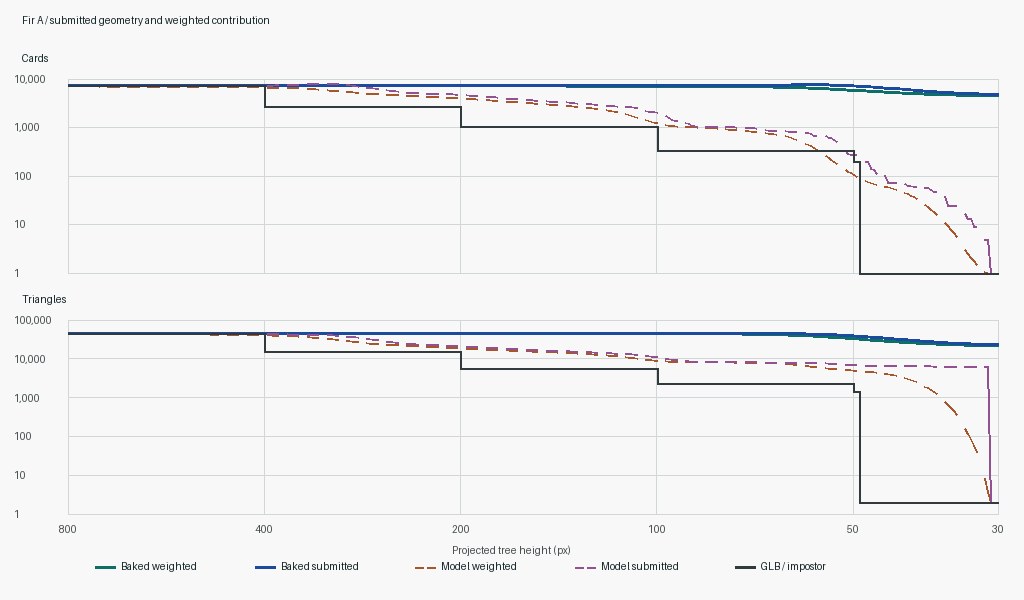 Fir A / submitted geometry and weighted contribution
Cards
10,000
1,000
100
10
1
Triangles
100,000
10,000
1,000
100
10
1
800 400 200 100 50 30
Projected tree height (px)
Baked weighted Baked submitted Model weighted Model submitted GLB / impostor